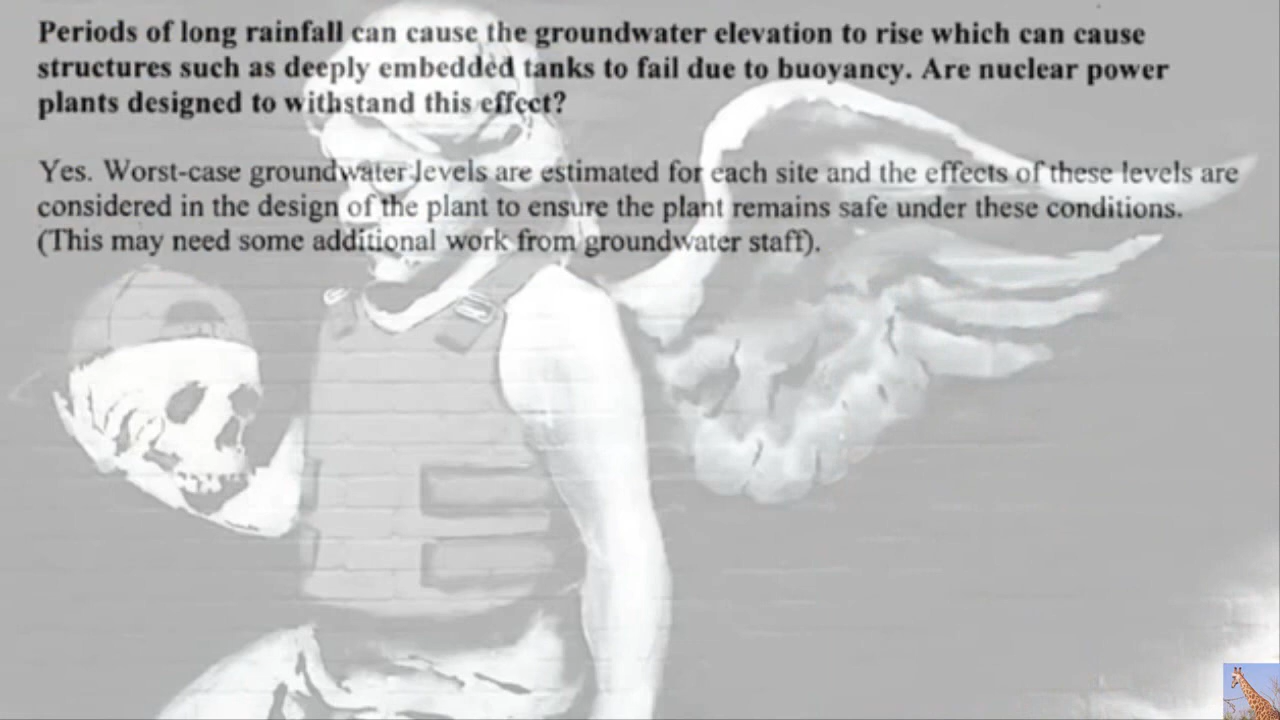 Periods of long rainfall can cause the groundwater elevation to rise which can cause
structures such as deeply embedded tanks to fail due to buoyancy. Are nuclear power
plants designed to withstand this effect?
Yes. Worst-case groundwater levels are estimated for each site and the effects of these levels are
considered in the design of the plant to ensure the plant remains safe under these conditions.
(This may need some additional work from groundwater staff).